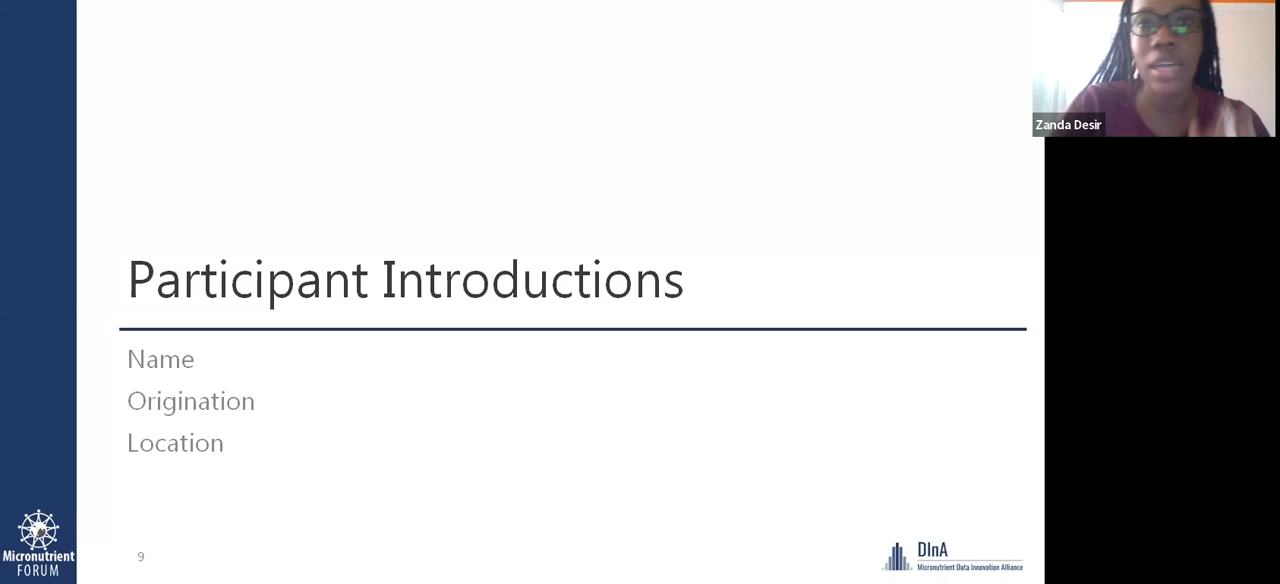 Zanda Desir
Participant Introductions
Name
Origination
Location
Micronutrient
FORUM
9
DInA
Micronutrient Data Innovation Alliance